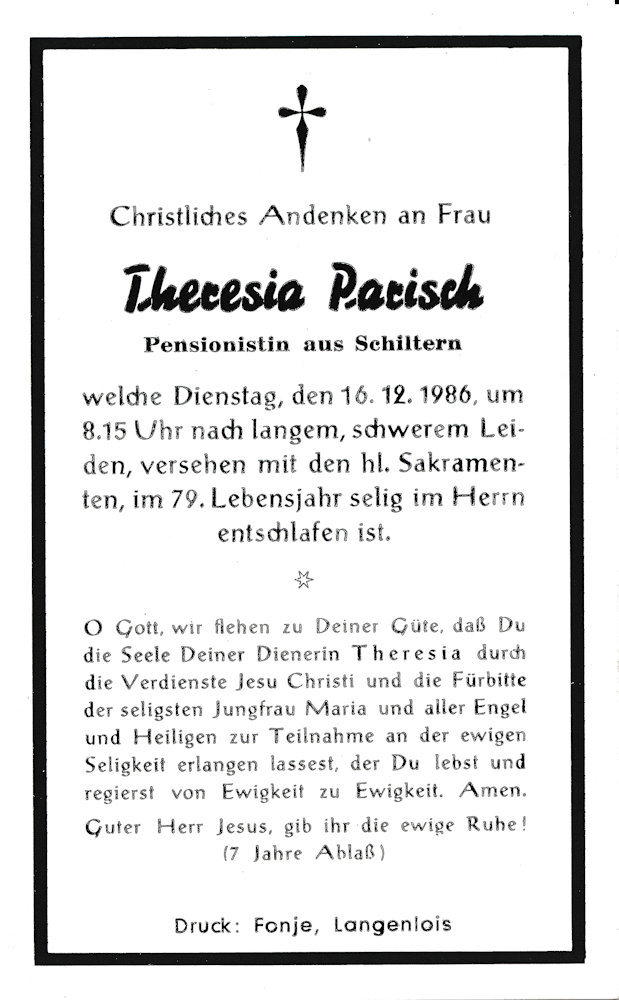 Christliches Andenken an Frau
Theresia Parisch
Pensionistin aus Schiltern
welche Dienstag, den 16. 12. 1986, um
8.15 Uhr nach langem, schwerem Lei-
den, versehen mit den hl. Sakramen-
ten, im 79. Lebensjahr selig im Herrn
entschlafen ist.
O Gott, wir flehen zu Deiner Güte, daß Du
die Seele Deiner Dienerin Theresia durch
die Verdienste Jesu Christi und die Fürbitte
der seligsten Jungfrau Maria und aller Engel
und Heiligen zur Teilnahme an der ewigen
Seligkeit erlangen lassest, der Du lebst und
regierst von Ewigkeit zu Ewigkeit. Amen.
Guter Herr Jesus, gib ihr die ewige Ruhe!
(7 Jahre Ablaß)
Druck: Fonje, Langenlois